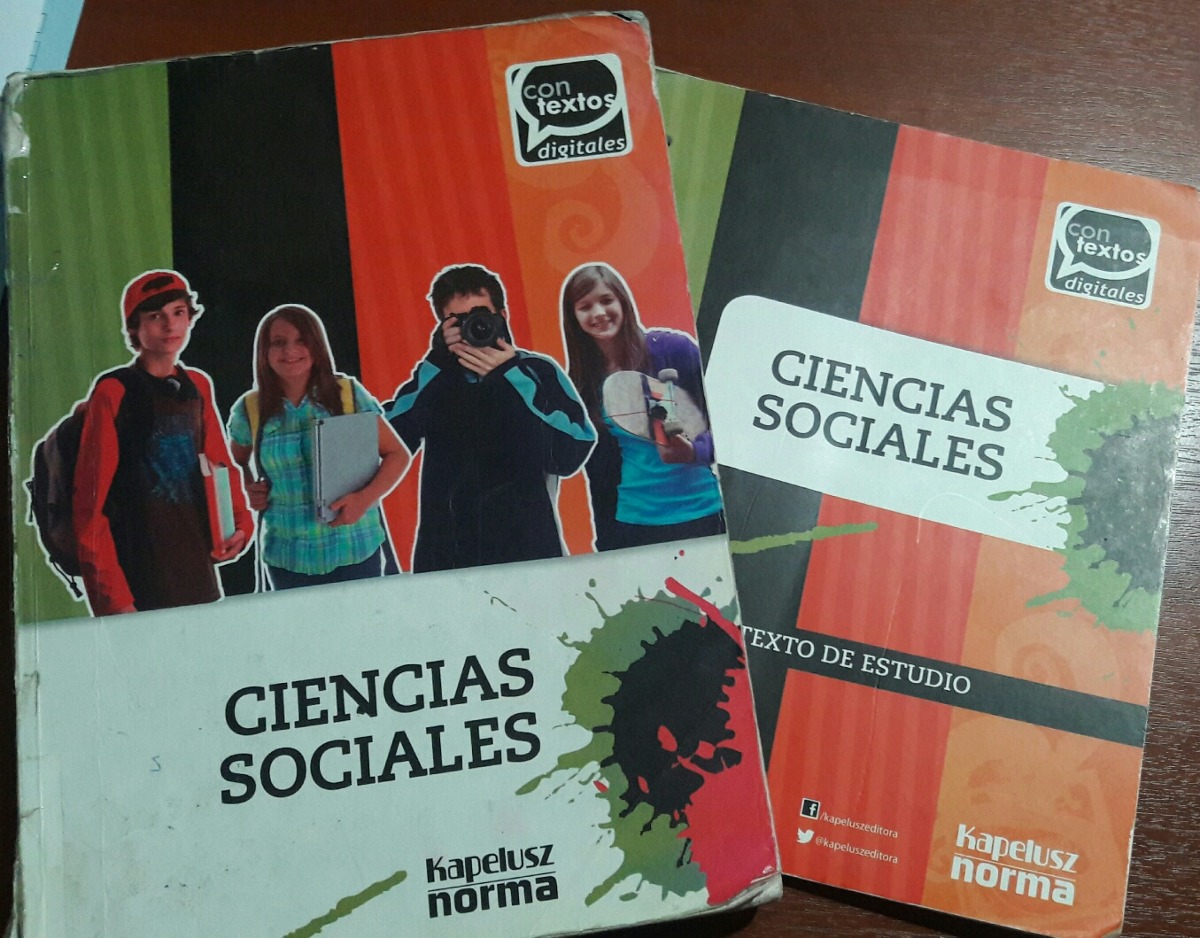 con
textos
digitales
CIENCIAS
SOCIALES
Kapelusz
norma
con
textos
digitales
CIENCIAS
SOCIALES
TEXTO DE ESTUDIO
/kapeluszeditora
@kapeluszeditora
Kapelusz
norma